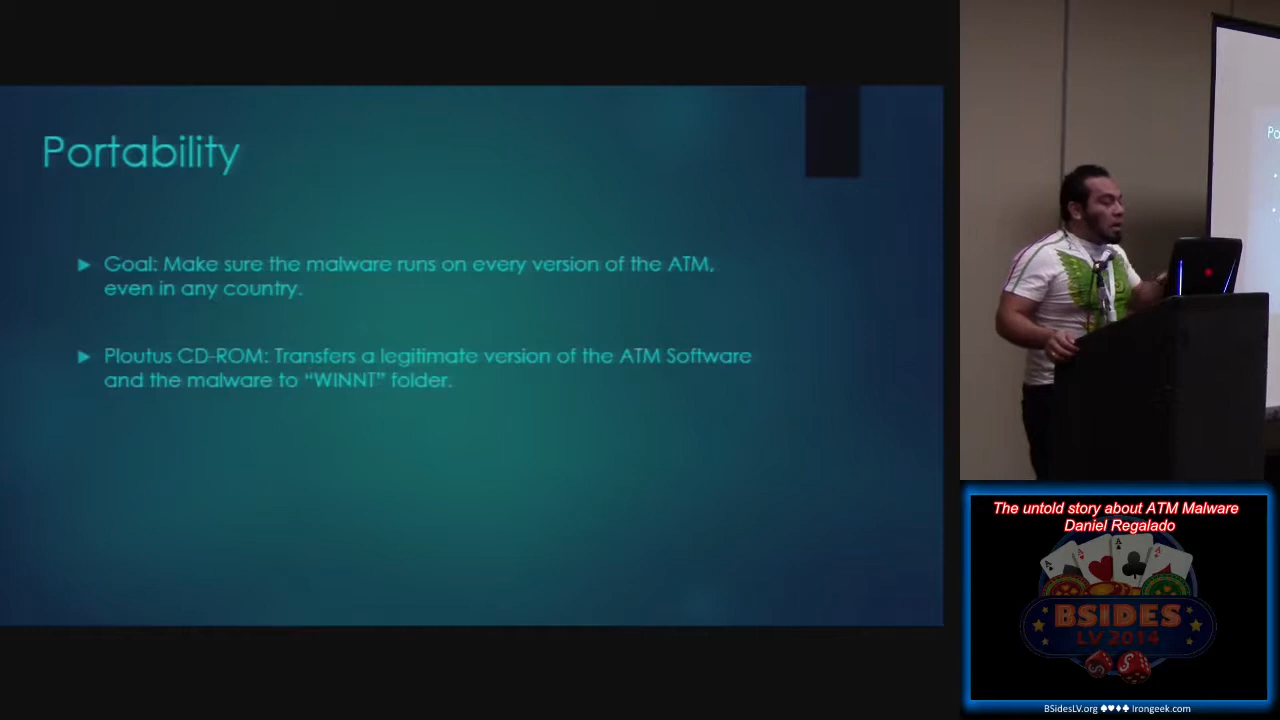 Portability
Goal: Make sure the malware runs on every version of the ATM,
even in any country.
Ploutus CD-ROM: Transfers a legitimate version of the ATM Software
and the malware to “WINNT” folder.
Po
The untold story about ATM Malware
Daniel Regalado
BSIDES
LV 2014
BSidesLV.org ♠♥♦♣ Irongeek.com